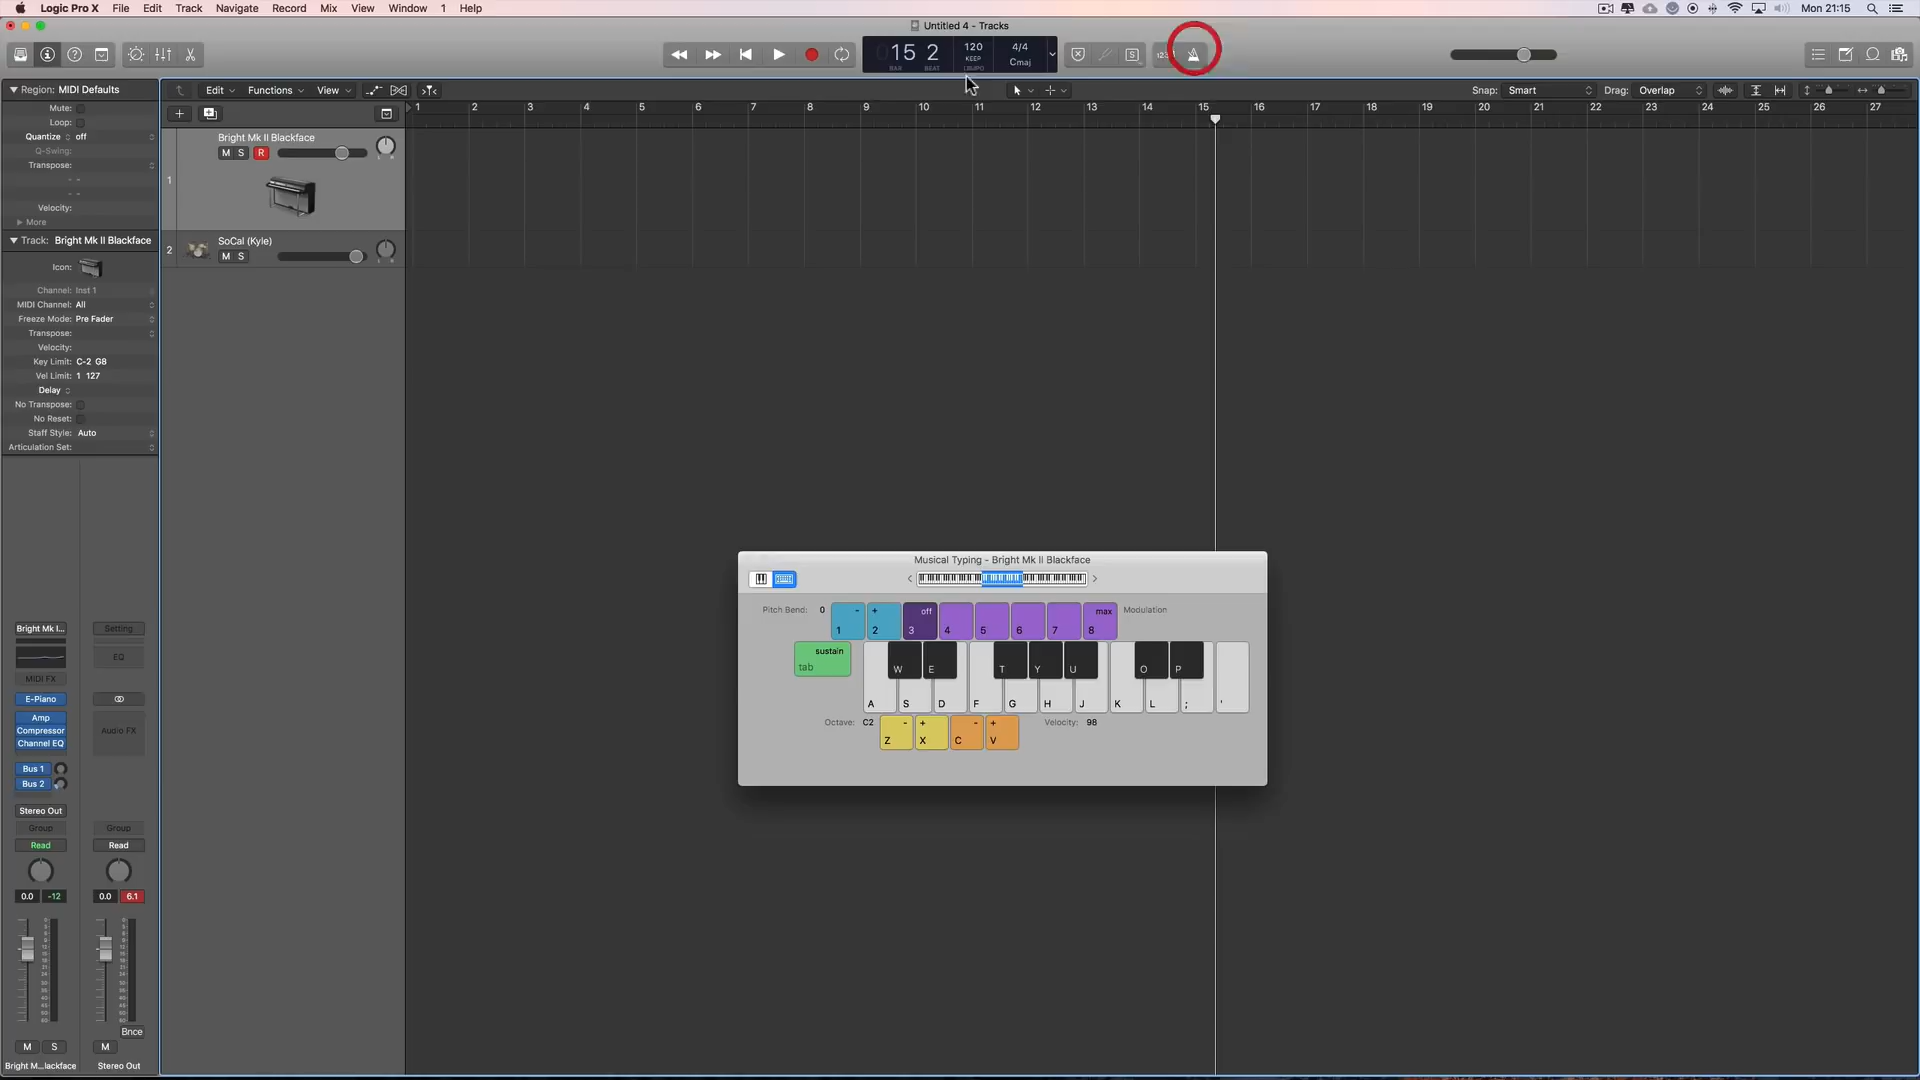 Logic Pro X File Edit Track Navigate Record Mix View Window 1 Help Mon 21:15
Untitled 4 - Tracks
15 2 120 4/4
KEEP
BAR BEAT TEMPO Cmaj
Region: MIDI Defaults
Edit Functions View Snap: Smart Drag: Overlap
Mute:
Loop:
Quantize off
Q-Swing:
Transpose:
- -
- -
Velocity:
More
1 2 3 4 5 6 7 8 9 10 11 12 13 14 15 16 17 18 19 20 21 22 23 24 25 26 27
Bright Mk II Blackface
M S R
1
SoCal (Kyle)
2 M S
Track: Bright Mk II Blackface
Icon:
Channel: Inst 1
MIDI Channel: All
Freeze Mode: Pre Fader
Transpose:
Velocity:
Key Limit: C-2 G8
Vel Limit: 1 127
Delay
No Transpose:
No Reset:
Staff Style: Auto
Articulation Set:
Musical Typing - Bright Mk II Blackface
Pitch Bend: 0 - + off max Modulation
1 2 3 4 5 6 7 8
sustain
tab
W E T Y U O P
A S D F G H J K L ; '
Octave: C2 - + - + Velocity: 98
Z X C V
Bright Mk I... Setting
EQ
MIDI FX
E-Piano
Amp
Compressor Audio FX
Channel EQ
Bus 1
Bus 2
Stereo Out
Group Group
Read Read
0.0 -12 0.0 6.1
Bnce
M S M
Bright M...lackface Stereo Out